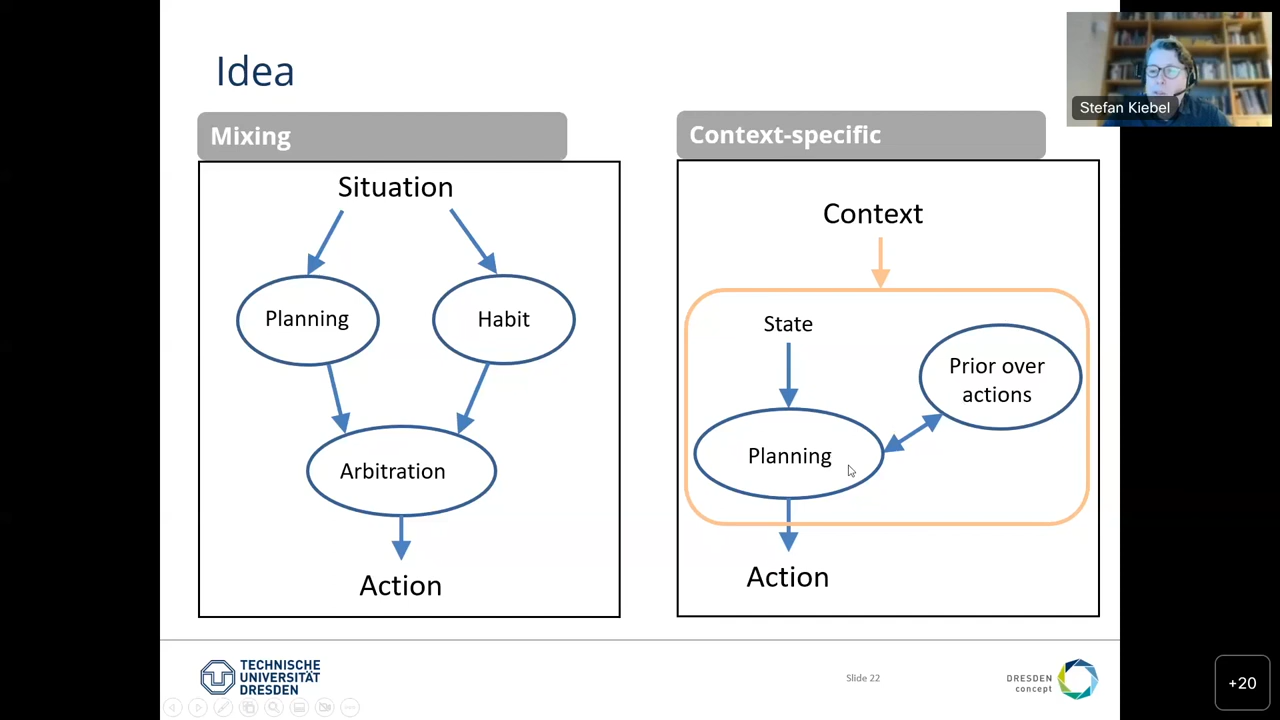 Idea
Stefan Kiebel
Mixing
Situation
Planning
Habit
Arbitration
Action
Context-specific
Context
State
Prior over
actions
Planning
Action
TECHNISCHE
UNIVERSITÄT
DRESDEN
Slide 22
DRESDEN
concept
+20